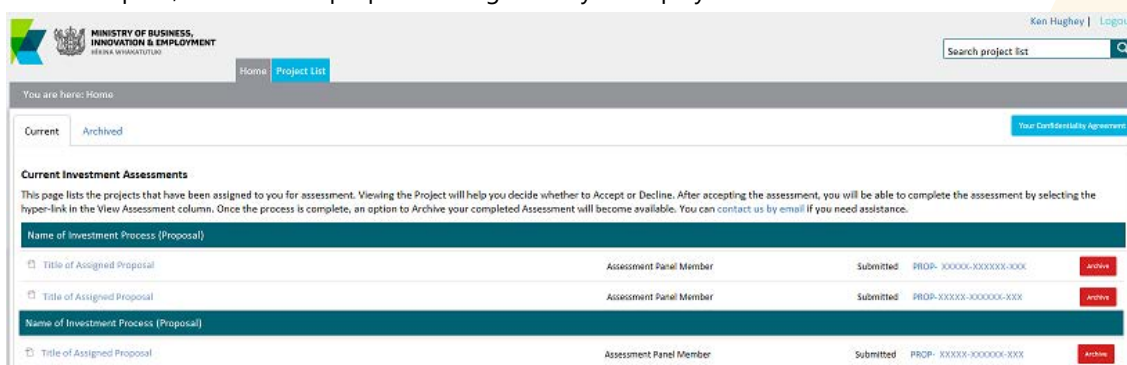 Ken Hughey | Logou
MINISTRY OF BUSINESS,
INNOVATION & EMPLOYMENT
HĪKINA WHAKATUTUKI
Search project list
Home Project List
You are here: Home
Current Archived
Your Confidentiality Agreement
Current Investment Assessments
This page lists the projects that have been assigned to you for assessment. Viewing the Project will help you decide whether to Accept or Decline. After accepting the assessment, you will be able to complete the assessment by selecting the
hyper-link in the View Assessment column. Once the process is complete, an option to Archive your completed Assessment will become available. You can contact us by email if you need assistance.
Name of Investment Process (Proposal)
Title of Assigned Proposal Assessment Panel Member Submitted PROP- XXXXX-XXXXXX-XXX Archive
Title of Assigned Proposal Assessment Panel Member Submitted PROP-XXXXX-XXXXXX-XXX Archive
Name of Investment Process (Proposal)
Title of Assigned Proposal Assessment Panel Member Submitted PROP- XXXXX-XXXXXX-XXX Archive